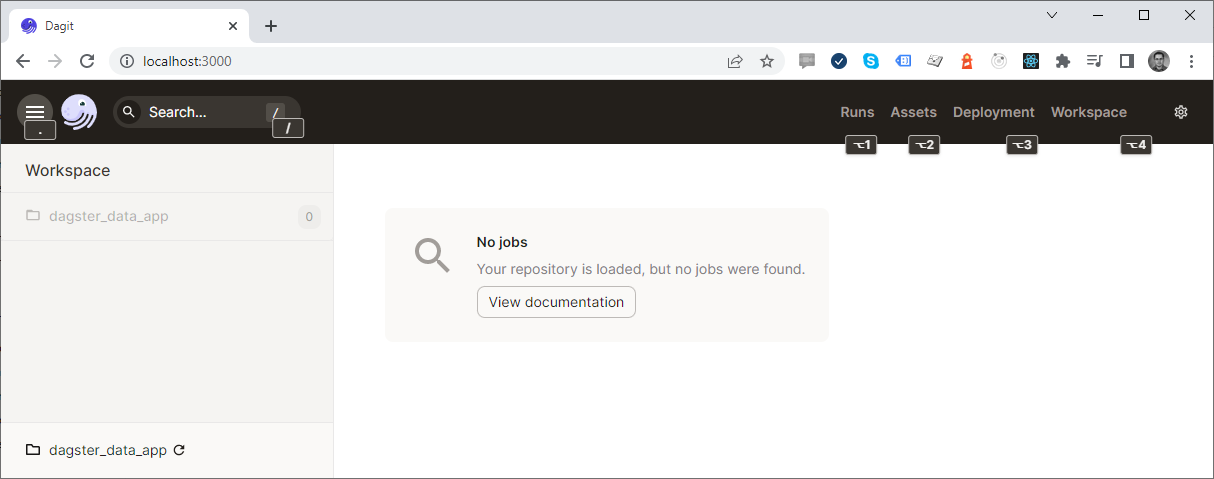 Dagit
localhost:3000
Search... /
Runs Assets Deployment Workspace
. / ⌥1 ⌥2 ⌥3 ⌥4
Workspace
dagster_data_app 0
No jobs
Your repository is loaded, but no jobs were found.
View documentation
dagster_data_app